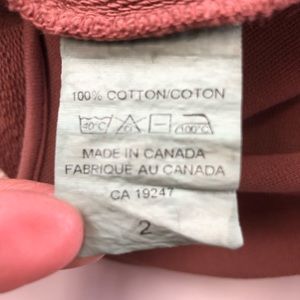 100% COTTON/COTON
MADE IN CANADA
FABRIQUE AU CANADA
CA 19247
2